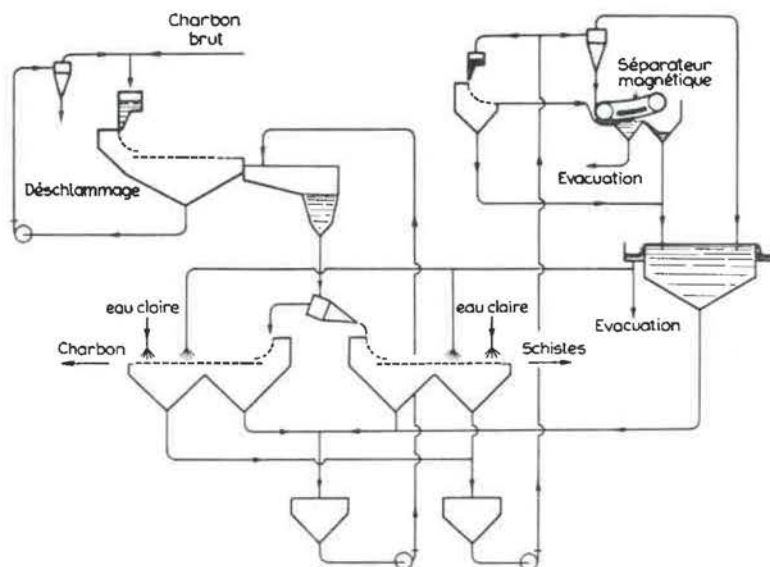 Charbon
brut
Séparateur
magnétique
Déschlammage
Evacuation
eau claire
eau claire
Evacuation
Charbon
Schistes